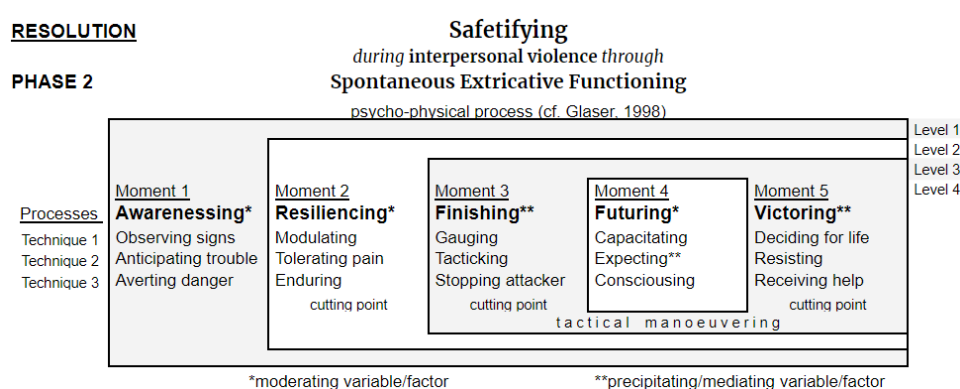 RESOLUTION
Safetifying
during interpersonal violence through
PHASE 2
Spontaneous Extricative Functioning
psycho-physical process (cf. Glaser, 1998)
Level 1
Level 2
Level 3
Level 4
Moment 1 Moment 2 Moment 3 Moment 4 Moment 5
Processes Awarenessing* Resiliencing* Finishing** Futuring* Victoring**
Technique 1 Observing signs Modulating Gauging Capacitating Deciding for life
Technique 2 Anticipating trouble Tolerating pain Tacticking Expecting** Resisting
Technique 3 Averting danger Enduring Stopping attacker Consciousing Receiving help
cutting point cutting point cutting point
tactical manoeuvering
*moderating variable/factor **precipitating/mediating variable/factor